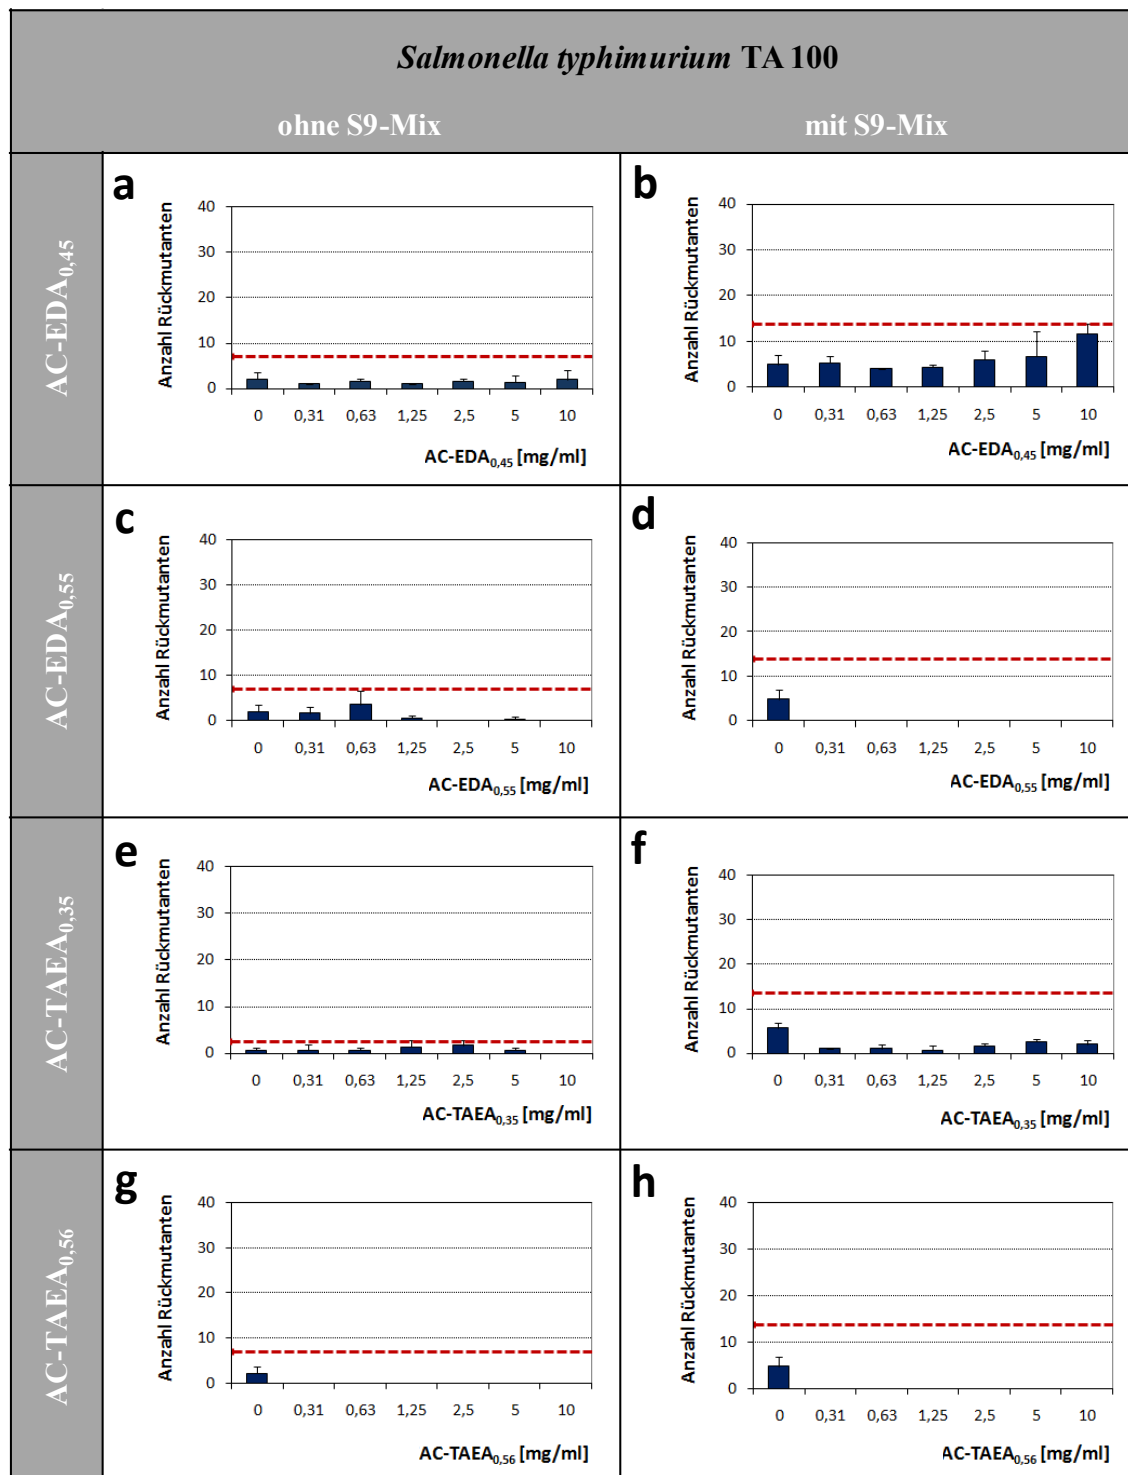 Salmonella typhimurium TA 100
ohne S9-Mix
mit S9-Mix
AC-EDA0,45
a
Anzahl Rückmutanten
40
30
20
10
0
0 0,31 0,63 1,25 2,5 5 10
AC-EDA0,45 [mg/ml]
b
Anzahl Rückmutanten
40
30
20
10
0
0 0,31 0,63 1,25 2,5 5 10
AC-EDA0,45 [mg/ml]
AC-EDA0,55
c
Anzahl Rückmutanten
40
30
20
10
0
0 0,31 0,63 1,25 2,5 5 10
AC-EDA0,55 [mg/ml]
d
Anzahl Rückmutanten
40
30
20
10
0
0 0,31 0,63 1,25 2,5 5 10
AC-EDA0,55 [mg/ml]
AC-TAEA0,35
e
Anzahl Rückmutanten
40
30
20
10
0
0 0,31 0,63 1,25 2,5 5 10
AC-TAEA0,35 [mg/ml]
f
Anzahl Rückmutanten
40
30
20
10
0
0 0,31 0,63 1,25 2,5 5 10
AC-TAEA0,35 [mg/ml]
AC-TAEA0,56
g
Anzahl Rückmutanten
40
30
20
10
0
0 0,31 0,63 1,25 2,5 5 10
AC-TAEA0,56 [mg/ml]
h
Anzahl Rückmutanten
40
30
20
10
0
0 0,31 0,63 1,25 2,5 5 10
AC-TAEA0,56 [mg/ml]